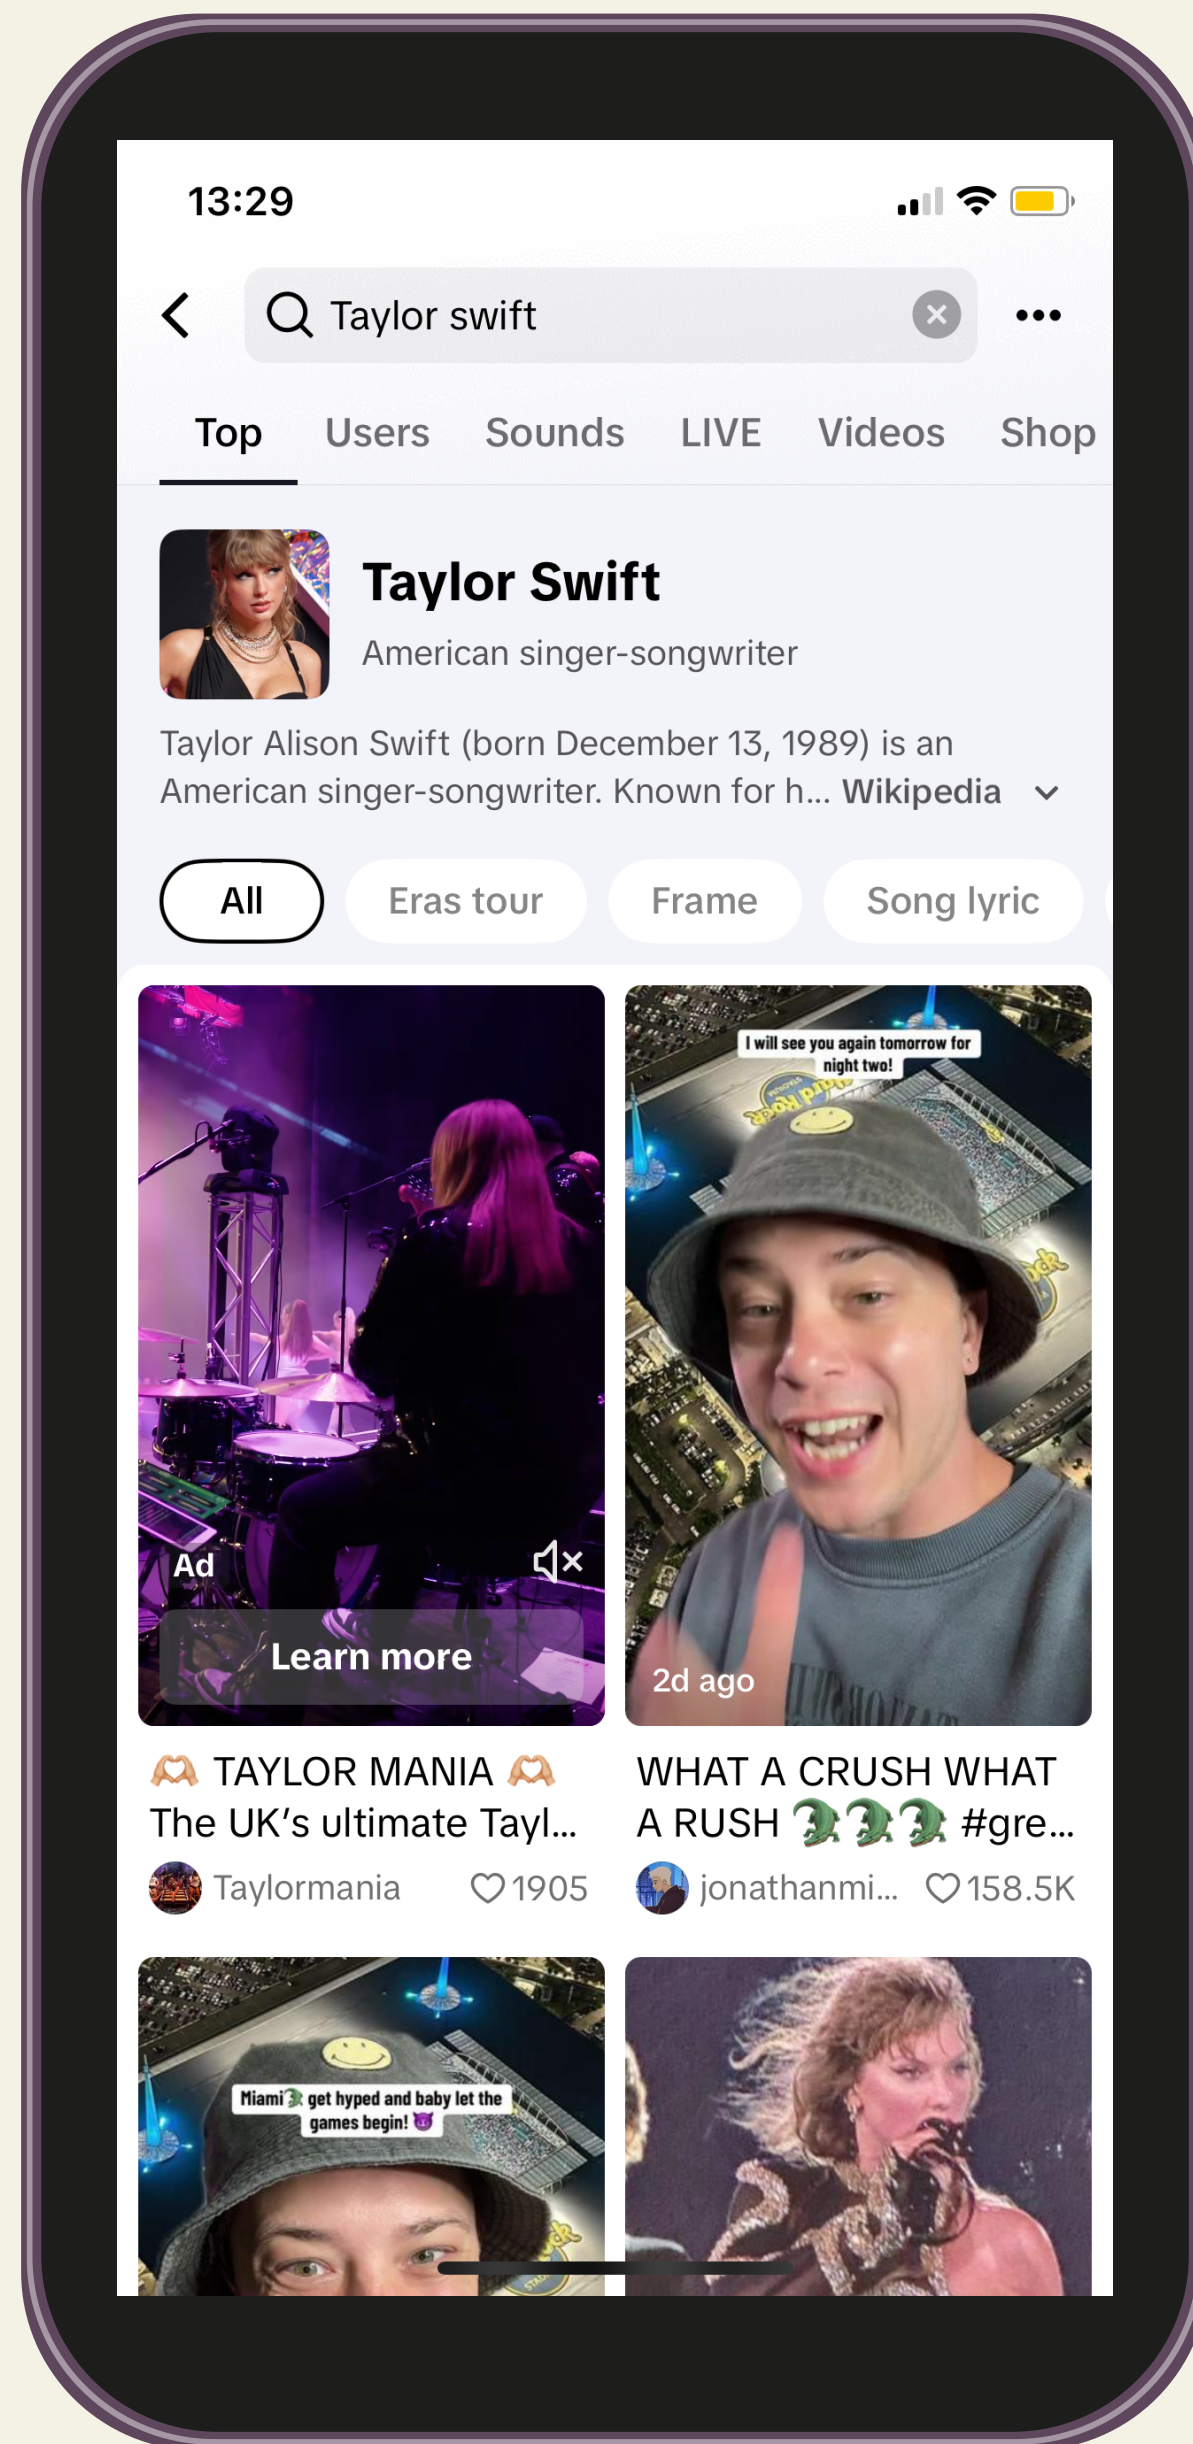 13:29
Taylor swift
Top Users Sounds LIVE Videos Shop
Taylor Swift
American singer-songwriter
Taylor Alison Swift (born December 13, 1989) is an
American singer-songwriter. Known for h... Wikipedia
All Eras tour Frame Song lyric
I will see you again tomorrow for
night two!
Hard Rock
STADIUM
Ad
Learn more
2d ago
🫶🏼 TAYLOR MANIA 🫶🏼
The UK’s ultimate Tayl...
Taylormania 1905
WHAT A CRUSH WHAT
A RUSH 🐊🐊🐊 #gre...
jonathanmi... 158.5K
Miami🐊 get hyped and baby let the
games begin! 😈